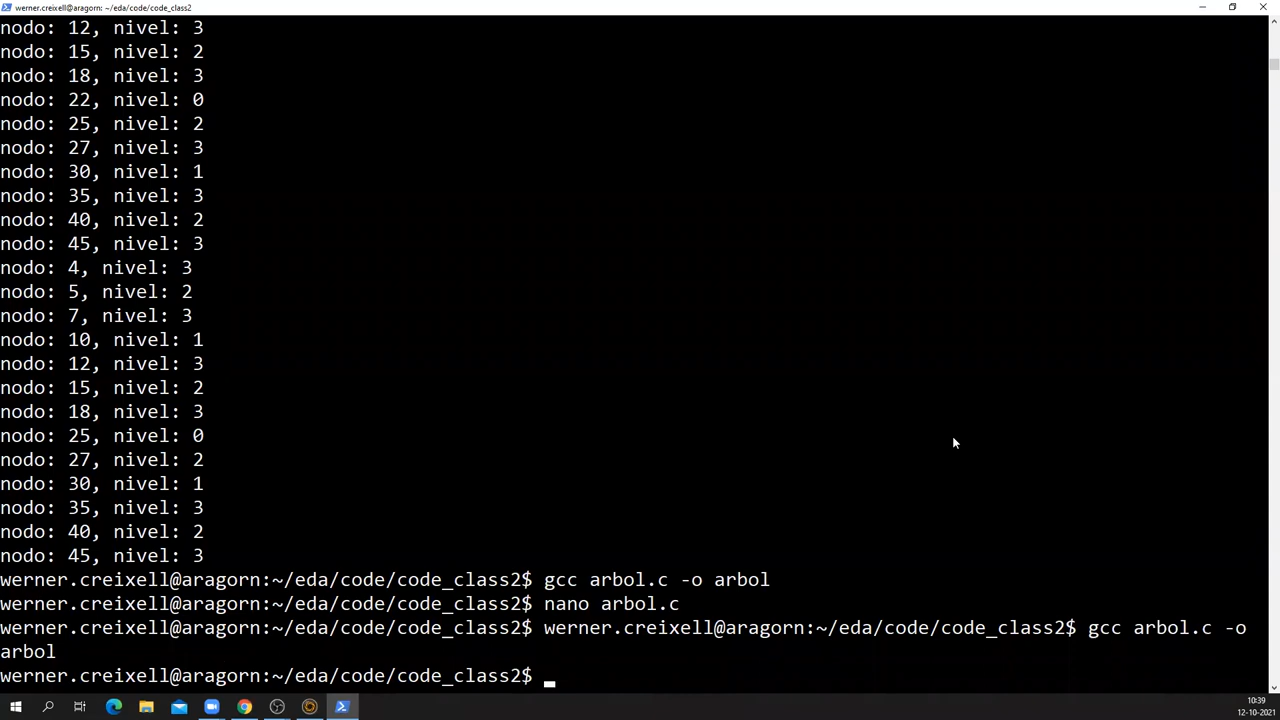 werner.creixell@aragorn: ~/eda/code/code_class2
nodo: 12, nivel: 3
nodo: 15, nivel: 2
nodo: 18, nivel: 3
nodo: 22, nivel: 0
nodo: 25, nivel: 2
nodo: 27, nivel: 3
nodo: 30, nivel: 1
nodo: 35, nivel: 3
nodo: 40, nivel: 2
nodo: 45, nivel: 3
nodo: 4, nivel: 3
nodo: 5, nivel: 2
nodo: 7, nivel: 3
nodo: 10, nivel: 1
nodo: 12, nivel: 3
nodo: 15, nivel: 2
nodo: 18, nivel: 3
nodo: 25, nivel: 0
nodo: 27, nivel: 2
nodo: 30, nivel: 1
nodo: 35, nivel: 3
nodo: 40, nivel: 2
nodo: 45, nivel: 3
werner.creixell@aragorn:~/eda/code/code_class2$ gcc arbol.c -o arbol
werner.creixell@aragorn:~/eda/code/code_class2$ nano arbol.c
werner.creixell@aragorn:~/eda/code/code_class2$ werner.creixell@aragorn:~/eda/code/code_class2$ gcc arbol.c -o
arbol
werner.creixell@aragorn:~/eda/code/code_class2$
10:39
12-10-2021